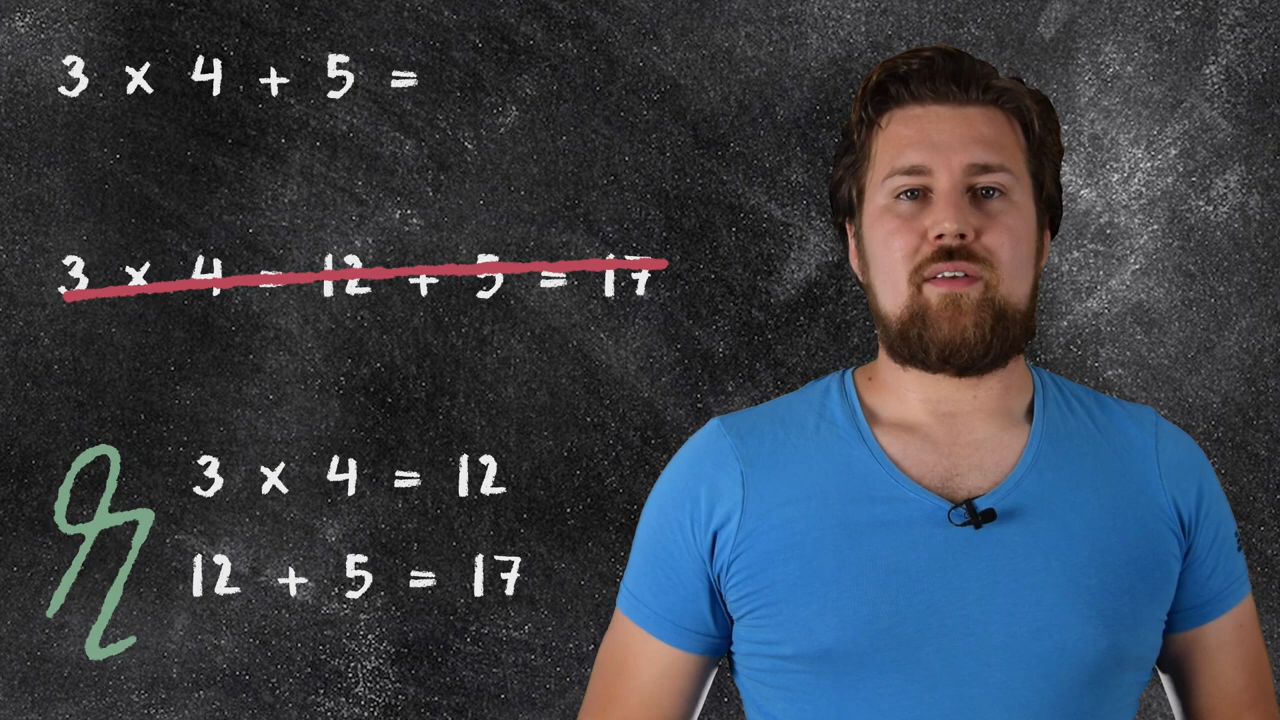 3 x 4 + 5 =
3 x 4 = 12 + 5 = 17
3 x 4 = 12
12 + 5 = 17